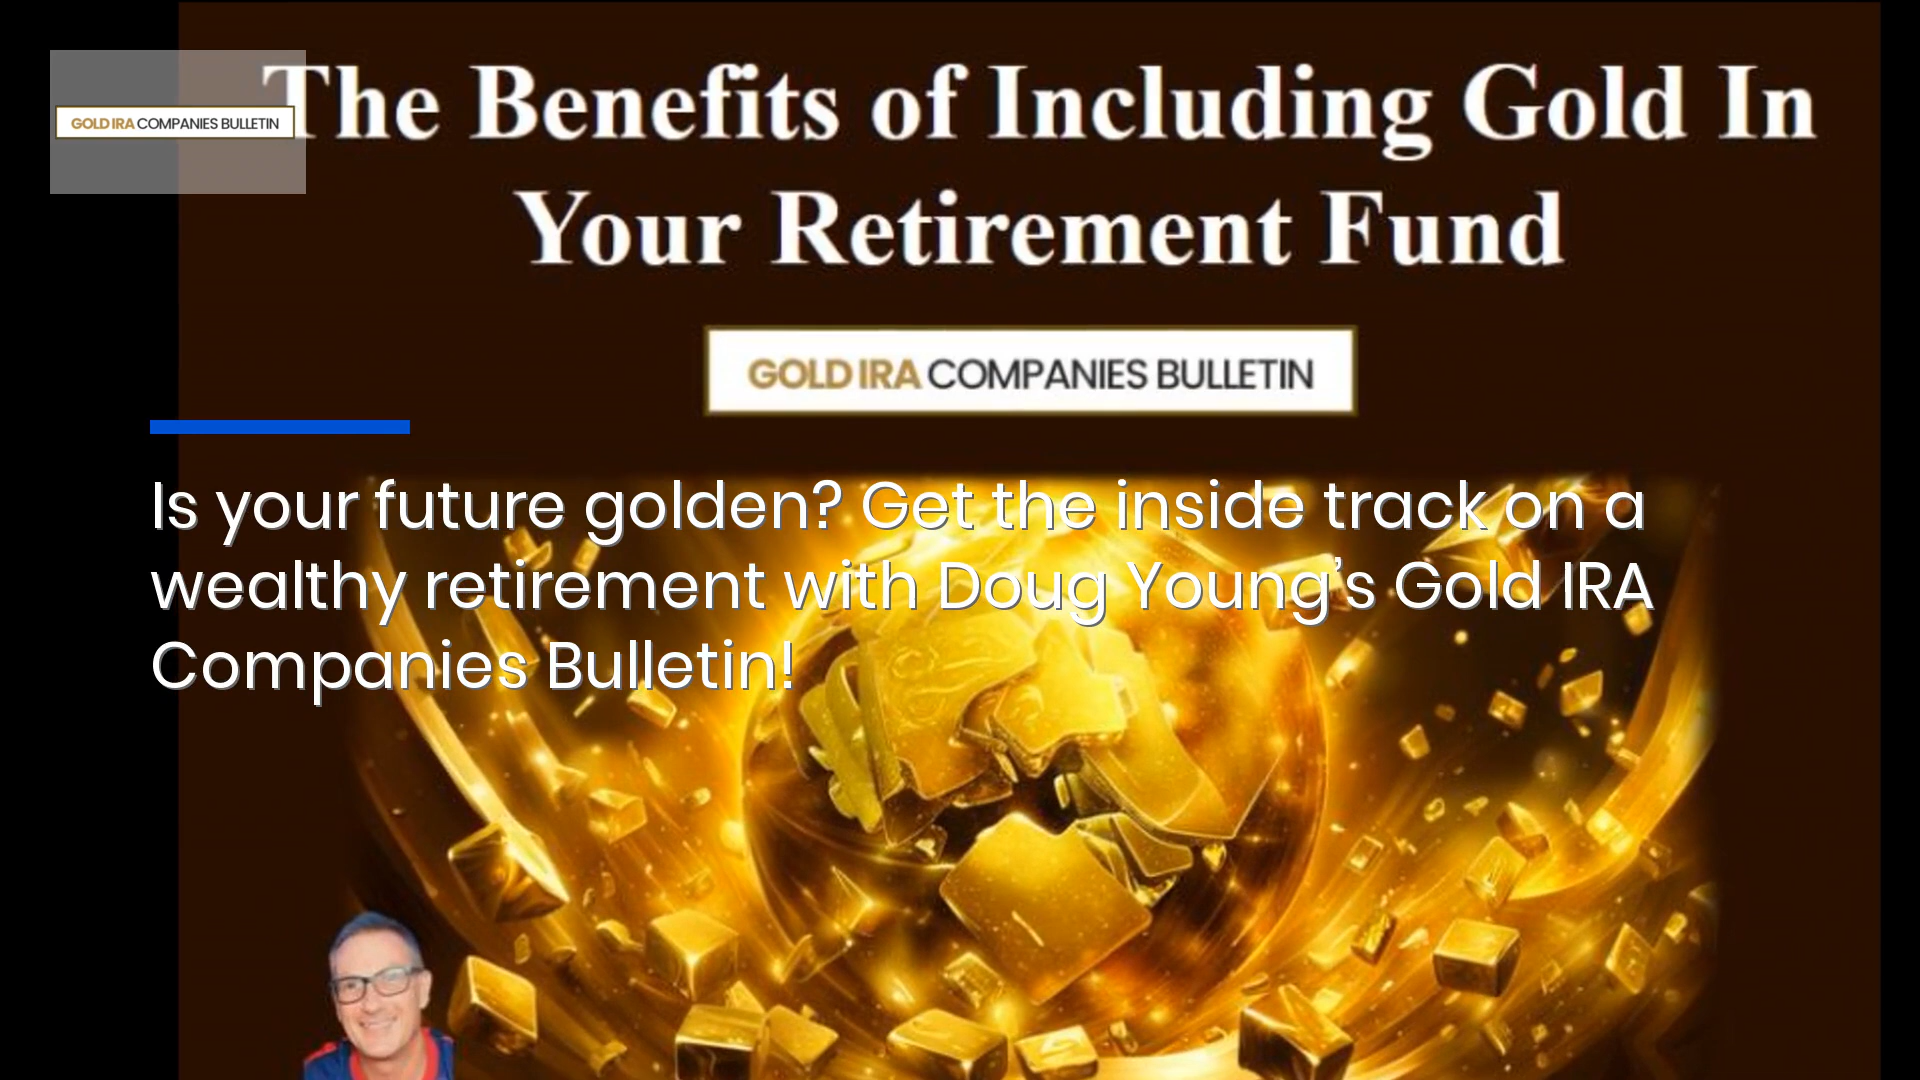 The Benefits of Including Gold In
GOLD IRA COMPANIES BULLETIN
Your Retirement Fund
GOLD IRA COMPANIES BULLETIN
Is your future golden? Get the inside track on a
wealthy retirement with Doug Young’s Gold IRA
Companies Bulletin!